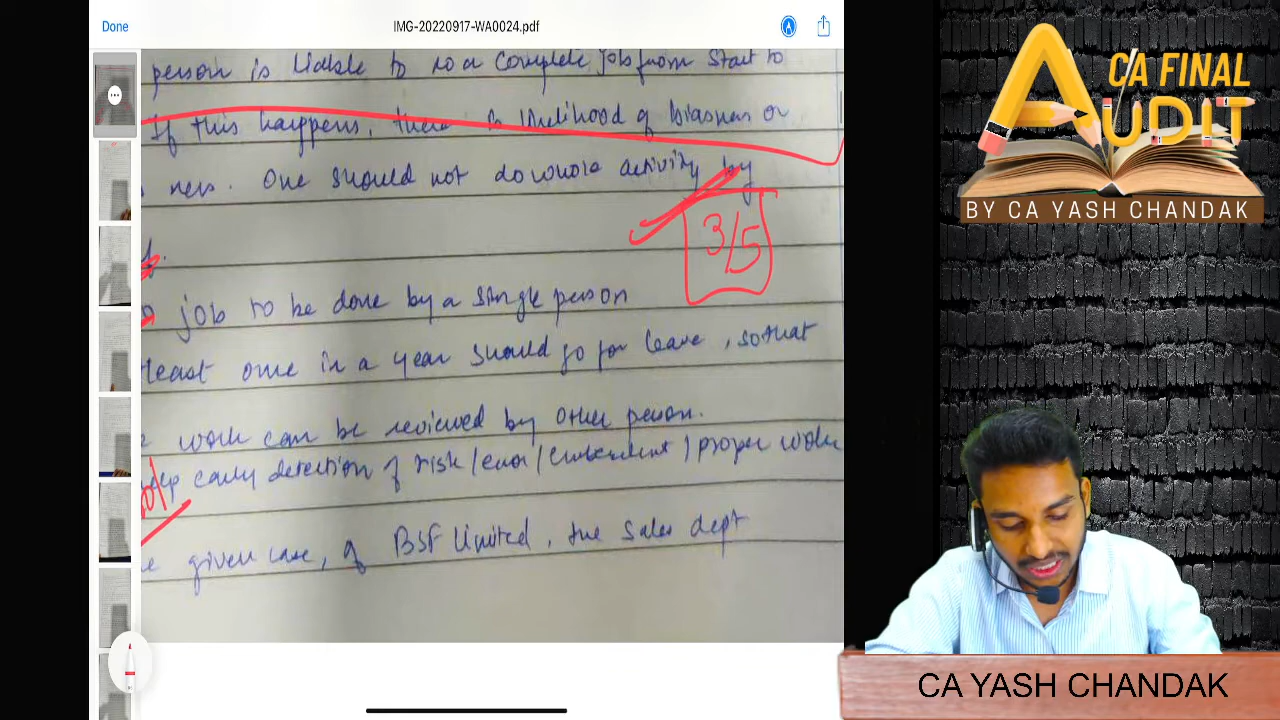 Done
IMG-20220917-WA0024.pdf
person is liable to do a complete job from start to
If this happens, there is likelihood of biasness or
ness. One should not do whole activity by
3/5
job to be done by a single person
least once in a year should go for leave, so that
work can be reviewed by other person.
early detection of risk/error/ /proper work
given case, of BSF Limited, the sales dept
CA FINAL
AUDIT
BY CA YASH CHANDAK
CA YASH CHANDAK